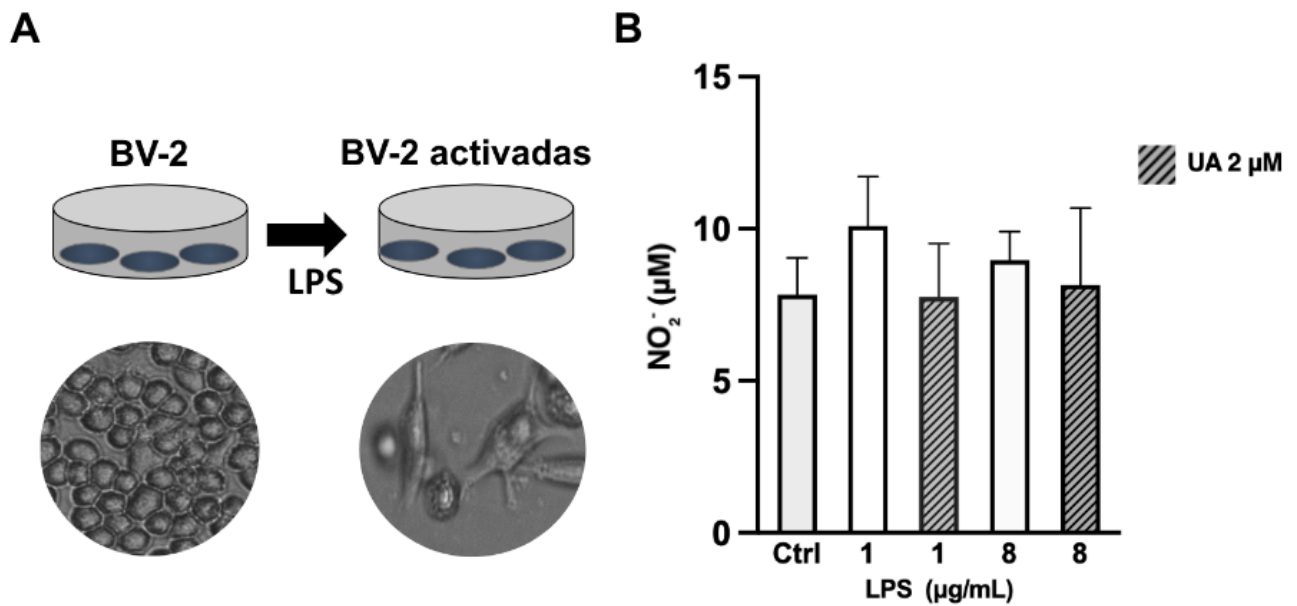 A
BV-2
BV-2 activadas
LPS
B
15
10
5
0
NO₂⁻ (µM)
Ctrl 1 1 8 8
LPS (µg/mL)
UA 2 µM